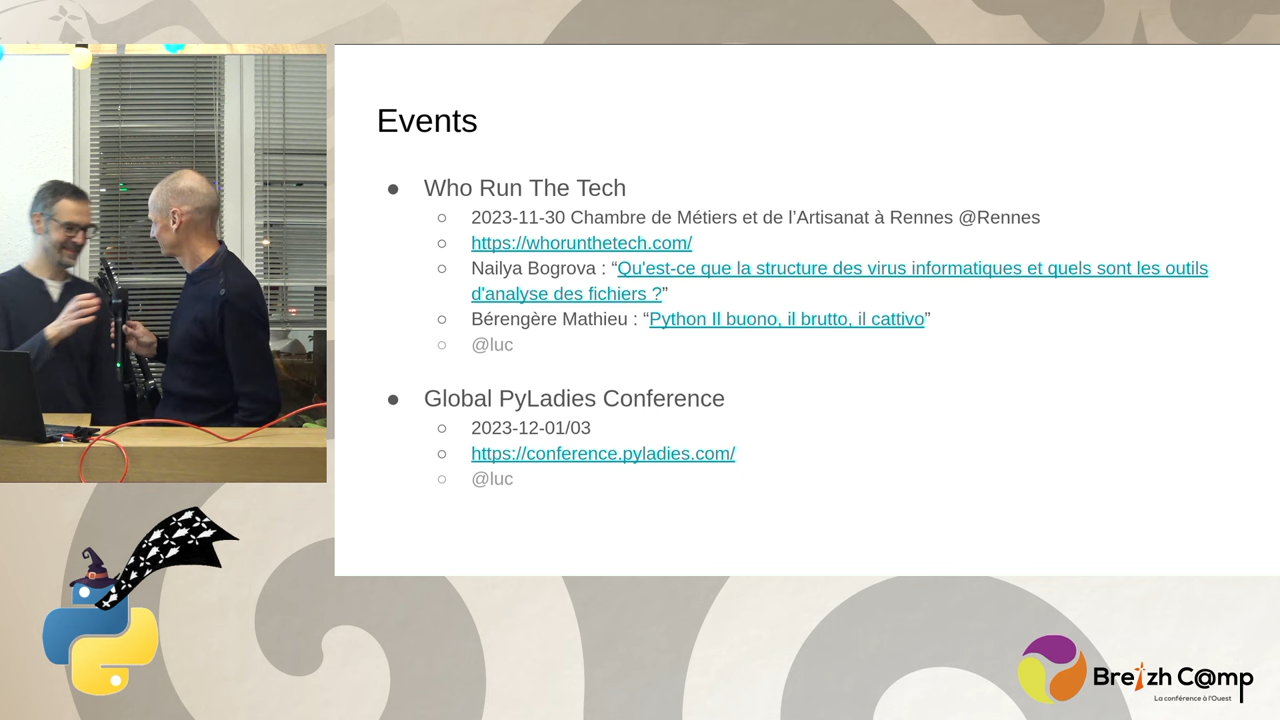 Events
● Who Run The Tech
○ 2023-11-30 Chambre de Métiers et de l’Artisanat à Rennes @Rennes
○ https://whorunthetech.com/
○ Nailya Bogrova : “Qu'est-ce que la structure des virus informatiques et quels sont les outils
d'analyse des fichiers ?”
○ Bérengère Mathieu : “Python Il buono, il brutto, il cattivo”
○ @luc
● Global PyLadies Conference
○ 2023-12-01/03
○ https://conference.pyladies.com/
○ @luc
Breizh C@mp
La conférence à l'Ouest